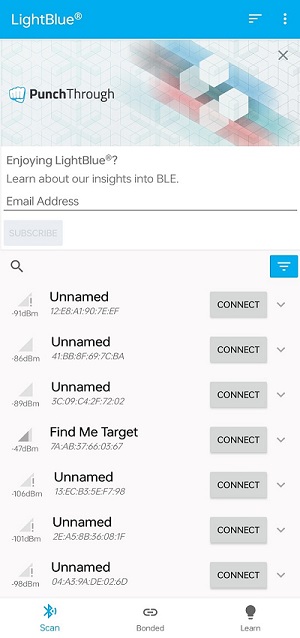 LightBlue®
PunchThrough
Enjoying LightBlue®?
Learn about our insights into BLE.
Email Address
SUBSCRIBE
Unnamed
12:E8:A1:90:7E:EF
-91dBm
CONNECT
Unnamed
41:BB:8F:69:7C:BA
-86dBm
CONNECT
Unnamed
3C:09:C4:2F:72:02
-89dBm
CONNECT
Find Me Target
7A:AB:37:66:03:67
-47dBm
CONNECT
Unnamed
13:EC:B3:5E:F7:98
-106dBm
CONNECT
Unnamed
2E:A5:8B:36:08:1F
-101dBm
CONNECT
Unnamed
04:A3:9A:DE:02:6D
-98dBm
CONNECT
Scan
Bonded
Learn